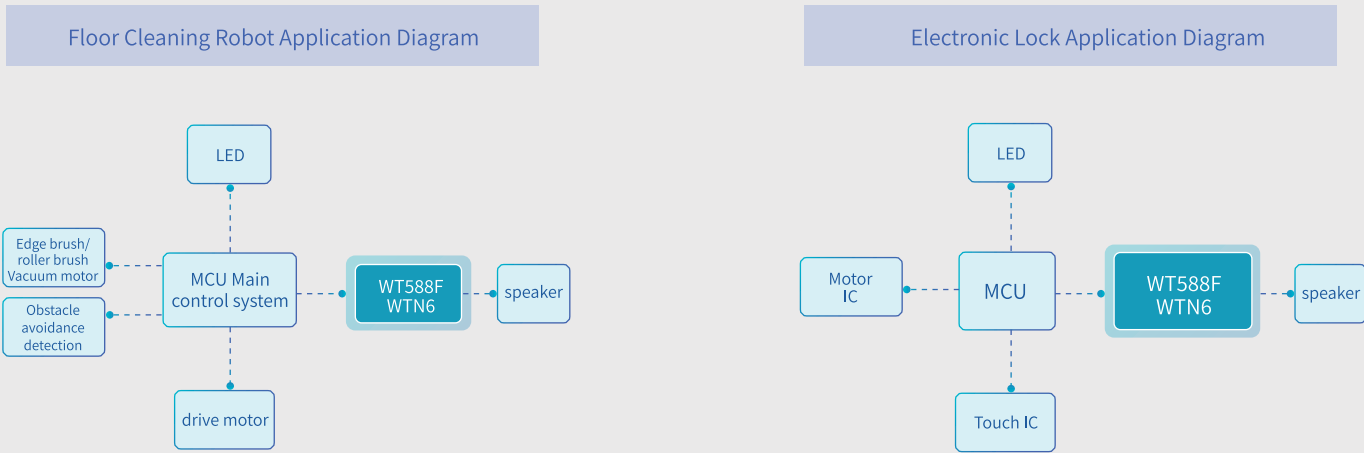 Floor Cleaning Robot Application Diagram
LED
Edge brush/
roller brush
Vacuum motor
Obstacle
avoidance
detection
MCU Main
control system
WT588F
WTN6
speaker
drive motor
Electronic Lock Application Diagram
LED
Motor
IC
MCU
WT588F
WTN6
speaker
Touch IC